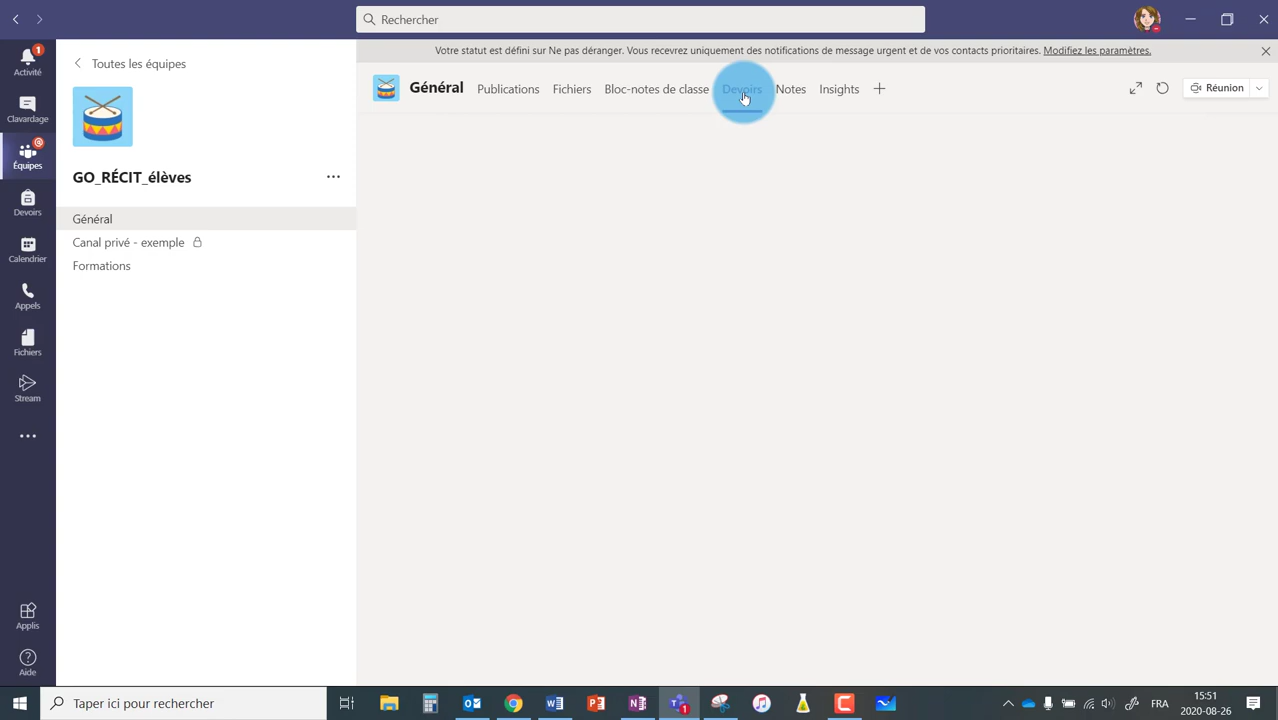 Rechercher
Votre statut est défini sur Ne pas déranger. Vous recevrez uniquement des notifications de message urgent et de vos contacts prioritaires. Modifiez les paramètres.
Activité
1
Clavardage
Équipes
Devoirs
Calendrier
Appels
Fichiers
Stream
Applis
Aide
Toutes les équipes
GO_RÉCIT_élèves
Général
Canal privé - exemple
Formations
Général Publications Fichiers Bloc-notes de classe Devoirs Notes Insights
Réunion
Taper ici pour rechercher
1
FRA
15:51
2020-08-26